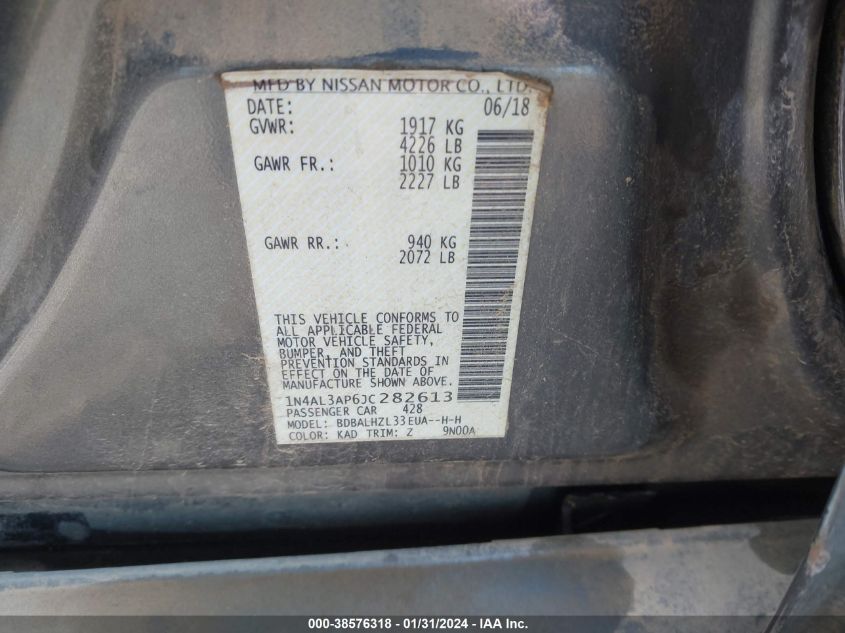 MFD BY NISSAN MOTOR CO., LTD.
DATE: 06/18
GVWR: 1917 KG
4226 LB
GAWR FR.: 1010 KG
2227 LB
GAWR RR.: 940 KG
2072 LB
THIS VEHICLE CONFORMS TO
ALL APPLICABLE FEDERAL
MOTOR VEHICLE SAFETY,
BUMPER, AND THEFT
PREVENTION STANDARDS IN
EFFECT ON THE DATE OF
MANUFACTURE SHOWN ABOVE.
1N4AL3AP6JC282613
PASSENGER CAR 428
MODEL: BDBALHZL33EUA--H-H
COLOR: KAD TRIM: Z 9N00A
000-38576318 - 01/31/2024 - IAA Inc.